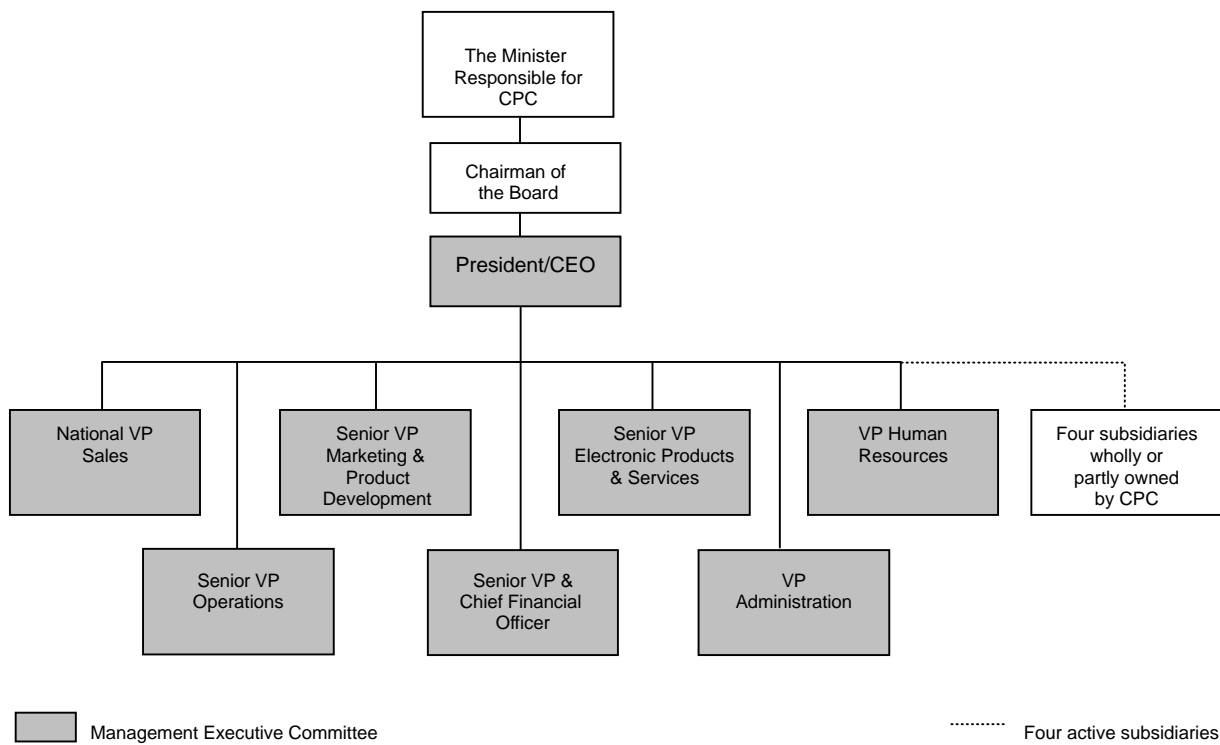 The Minister
Responsible for
CPC
Chairman of
the Board
President/CEO
National VP
Sales
Senior VP
Marketing &
Product
Development
Senior VP
Electronic Products
& Services
VP Human
Resources
Four subsidiaries
wholly or
partly owned
by CPC
Senior VP
Operations
Senior VP &
Chief Financial
Officer
VP
Administration
Management Executive Committee
Four active subsidiaries